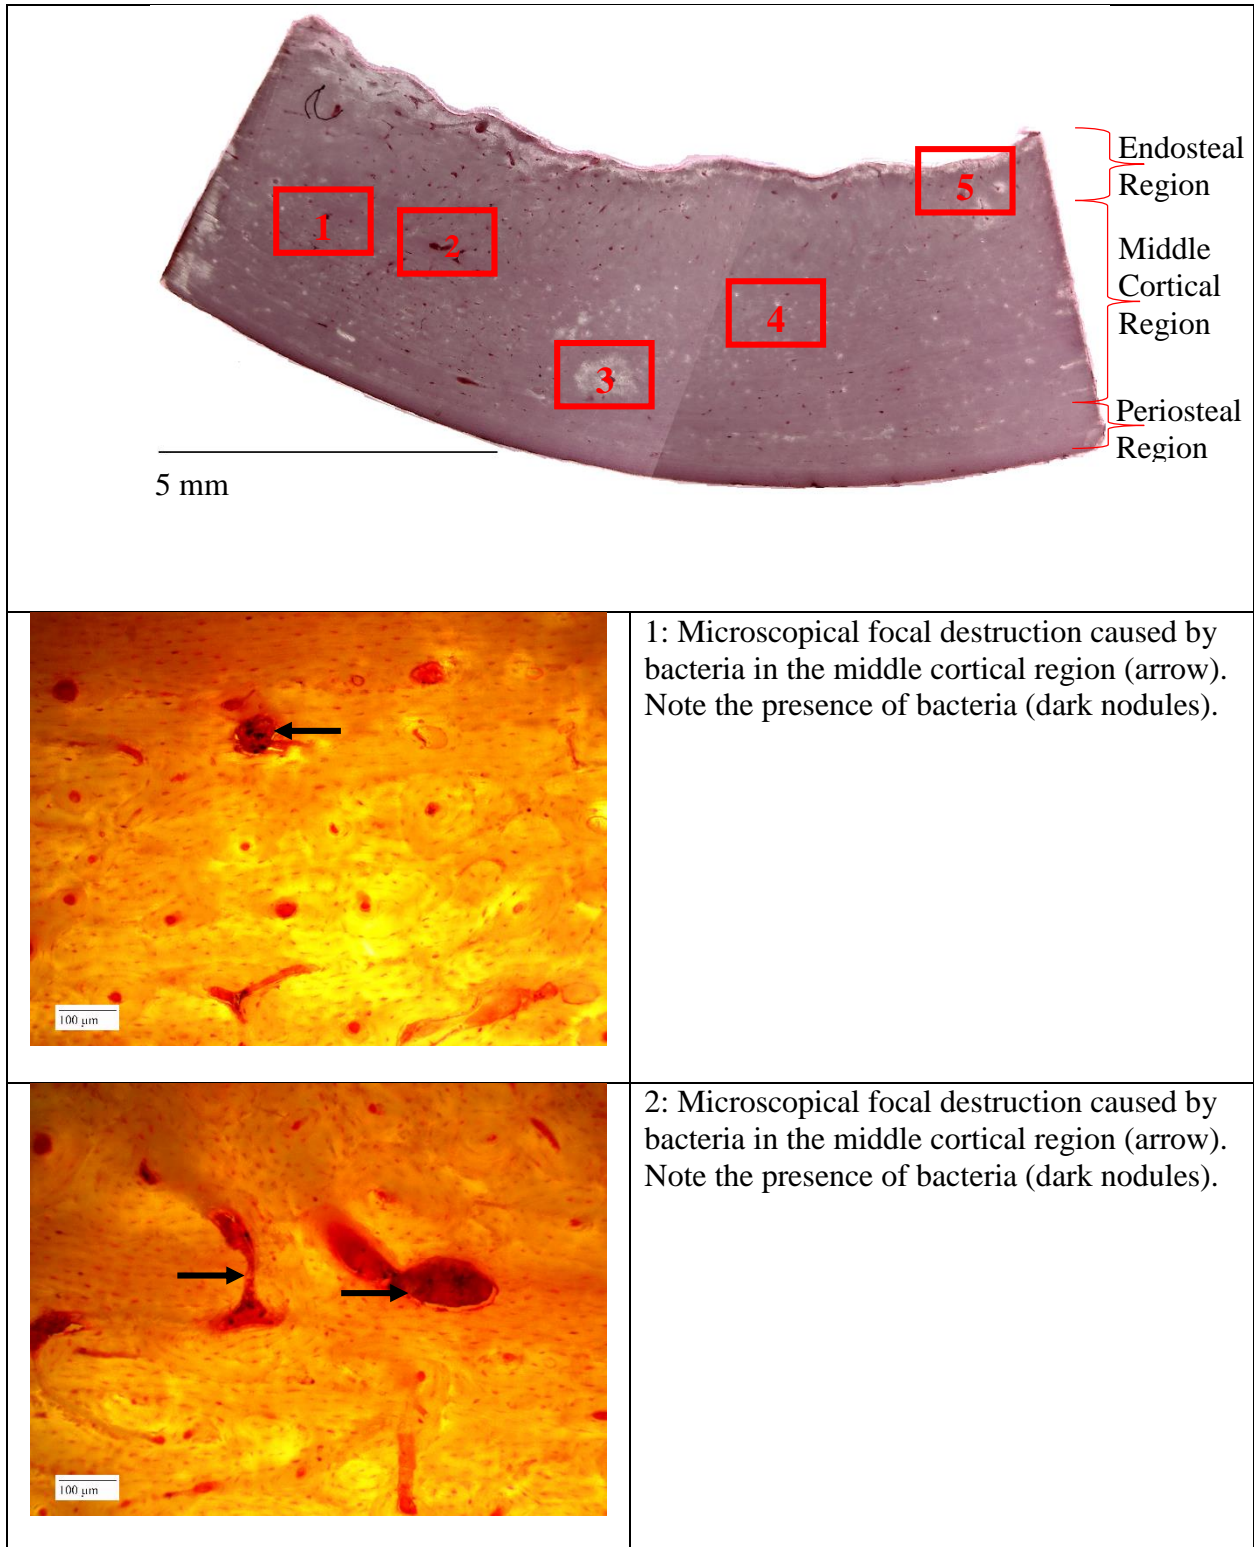 1
2
3
4
5
Endosteal
Region
Middle
Cortical
Region
Periosteal
Region
5 mm
1: Microscopical focal destruction caused by
bacteria in the middle cortical region (arrow).
Note the presence of bacteria (dark nodules).
100 µm
2: Microscopical focal destruction caused by
bacteria in the middle cortical region (arrow).
Note the presence of bacteria (dark nodules).
100 µm